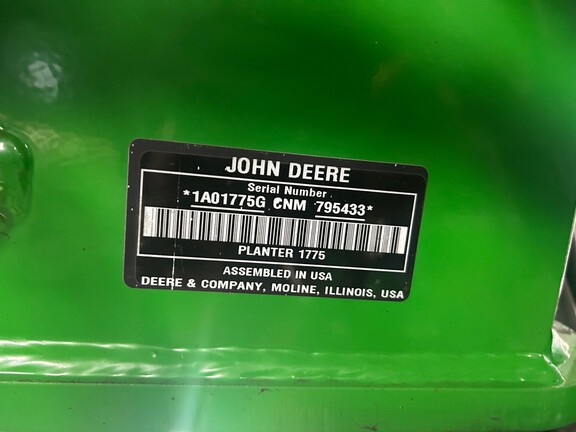 JOHN DEERE
Serial Number
*1A01775G CNM 795433*
PLANTER 1775
ASSEMBLED IN USA
DEERE & COMPANY, MOLINE, ILLINOIS, USA